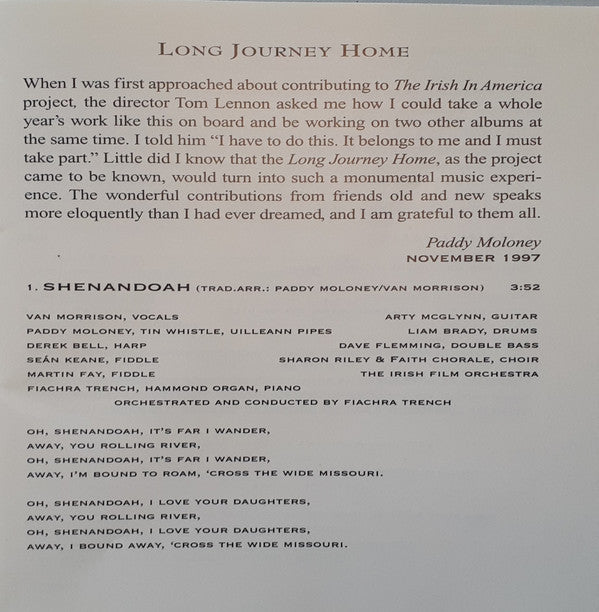 LONG JOURNEY HOME
When I was first approached about contributing to The Irish In America
project, the director Tom Lennon asked me how I could take a whole
year's work like this on board and be working on two other albums at
the same time. I told him “I have to do this. It belongs to me and I must
take part.” Little did I know that the Long Journey Home, as the project
came to be known, would turn into such a monumental music experi-
ence. The wonderful contributions from friends old and new speaks
more eloquently than I had ever dreamed, and I am grateful to them all.
Paddy Moloney
NOVEMBER 1997
1. SHENANDOAH (TRAD.ARR.: PADDY MOLONEY/VAN MORRISON) 3:52
VAN MORRISON, VOCALS ARTY MCGLYNN, GUITAR
PADDY MOLONEY, TIN WHISTLE, UILLEANN PIPES LIAM BRADY, DRUMS
DEREK BELL, HARP DAVE FLEMMING, DOUBLE BASS
SEÁN KEANE, FIDDLE SHARON RILEY & FAITH CHORALE, CHOIR
MARTIN FAY, FIDDLE THE IRISH FILM ORCHESTRA
FIACHRA TRENCH, HAMMOND ORGAN, PIANO
ORCHESTRATED AND CONDUCTED BY FIACHRA TRENCH
OH, SHENANDOAH, IT'S FAR I WANDER,
AWAY, YOU ROLLING RIVER,
OH, SHENANDOAH, IT'S FAR I WANDER,
AWAY, I'M BOUND TO ROAM, ‘CROSS THE WIDE MISSOURI.
OH, SHENANDOAH, I LOVE YOUR DAUGHTERS,
AWAY, YOU ROLLING RIVER,
OH, SHENANDOAH, I LOVE YOUR DAUGHTERS,
AWAY, I BOUND AWAY, ‘CROSS THE WIDE MISSOURI.